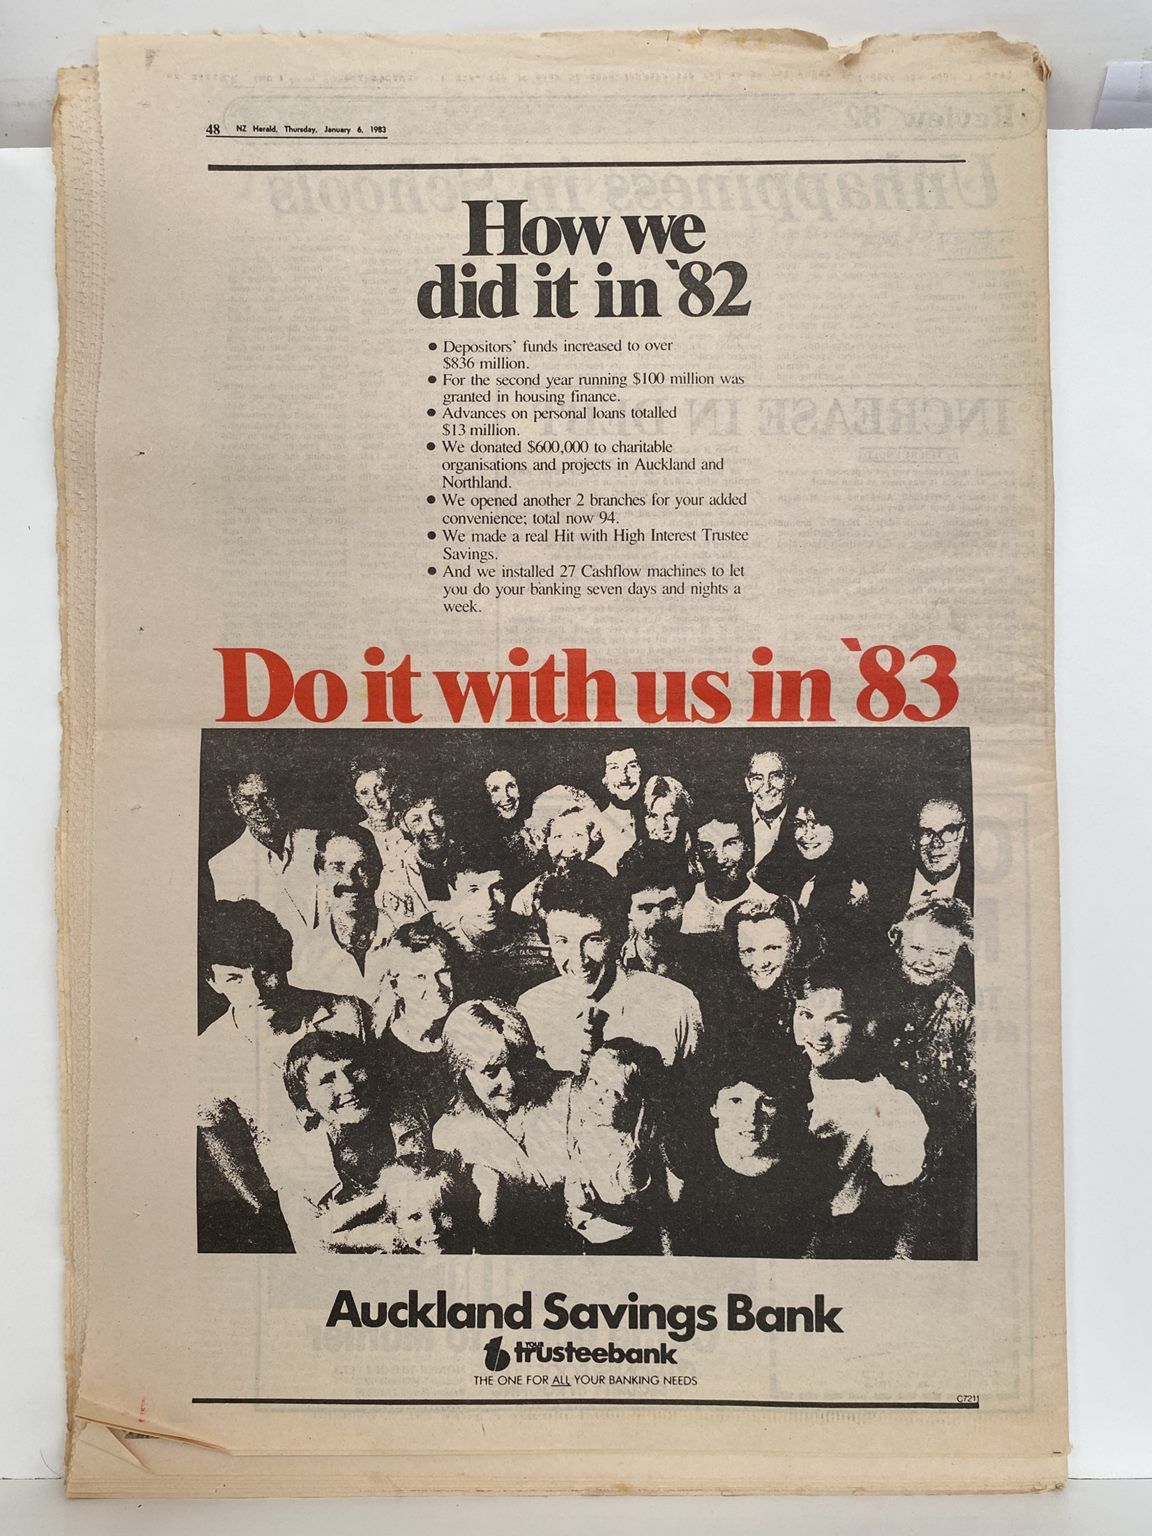 48 NZ Herald, Thursday, January 6, 1983
Review '82
Unhappiness in Schools
INCREASE IN
How we
did it in `82
● Depositors' funds increased to over
$836 million.
● For the second year running $100 million was
granted in housing finance.
● Advances on personal loans totalled
$13 million.
● We donated $600,000 to charitable
organisations and projects in Auckland and
Northland.
● We opened another 2 branches for your added
convenience; total now 94.
● We made a real Hit with High Interest Trustee
Savings.
● And we installed 27 Cashflow machines to let
you do your banking seven days and nights a
week.
Do it with us in `83
Auckland Savings Bank
YOUR trusteebank
THE ONE FOR ALL YOUR BANKING NEEDS
C7211